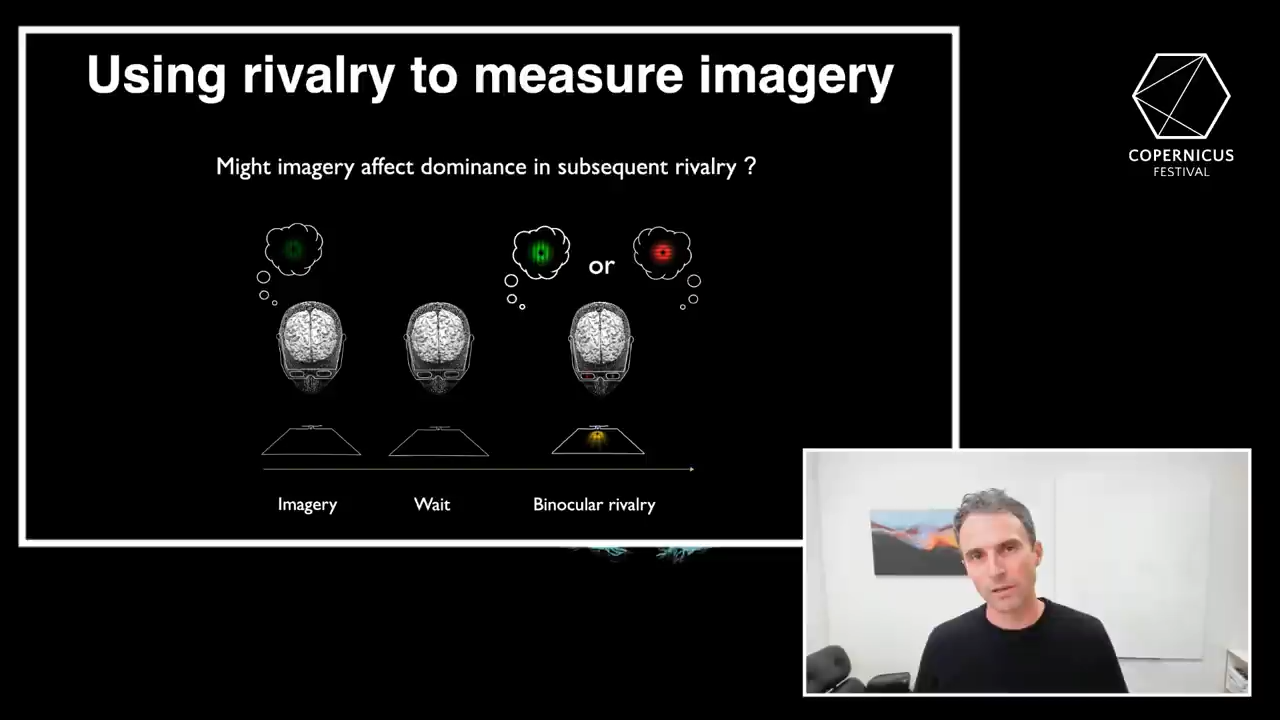 Using rivalry to measure imagery
Might imagery affect dominance in subsequent rivalry ?
or
Imagery
Wait
Binocular rivalry
COPERNICUS
FESTIVAL